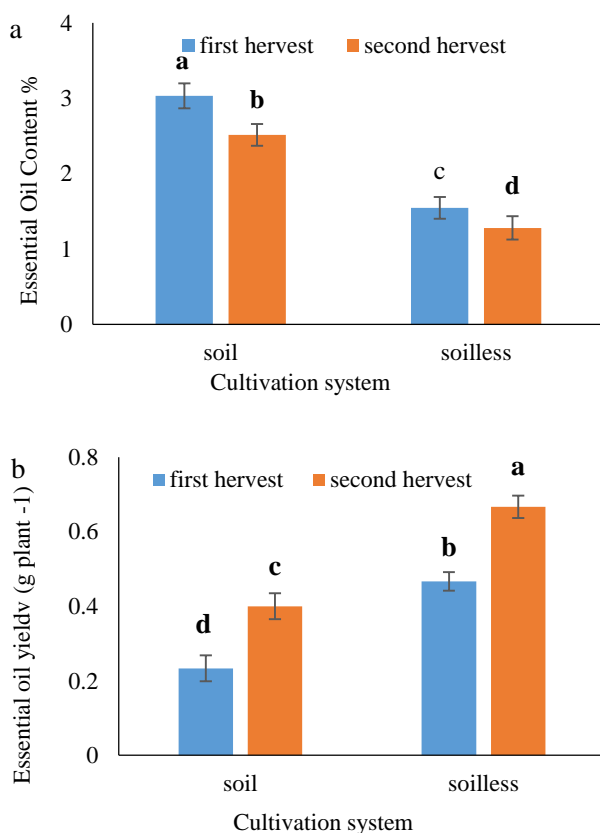 a
4
3
2
1
0
Essential Oil Content %
first hervest second hervest
a b c d
soil soilless
Cultivation system
b
0.8
0.6
0.4
0.2
0
Essential oil yieldv (g plant -1)
first hervest second hervest
d c b a
soil soilless
Cultivation system